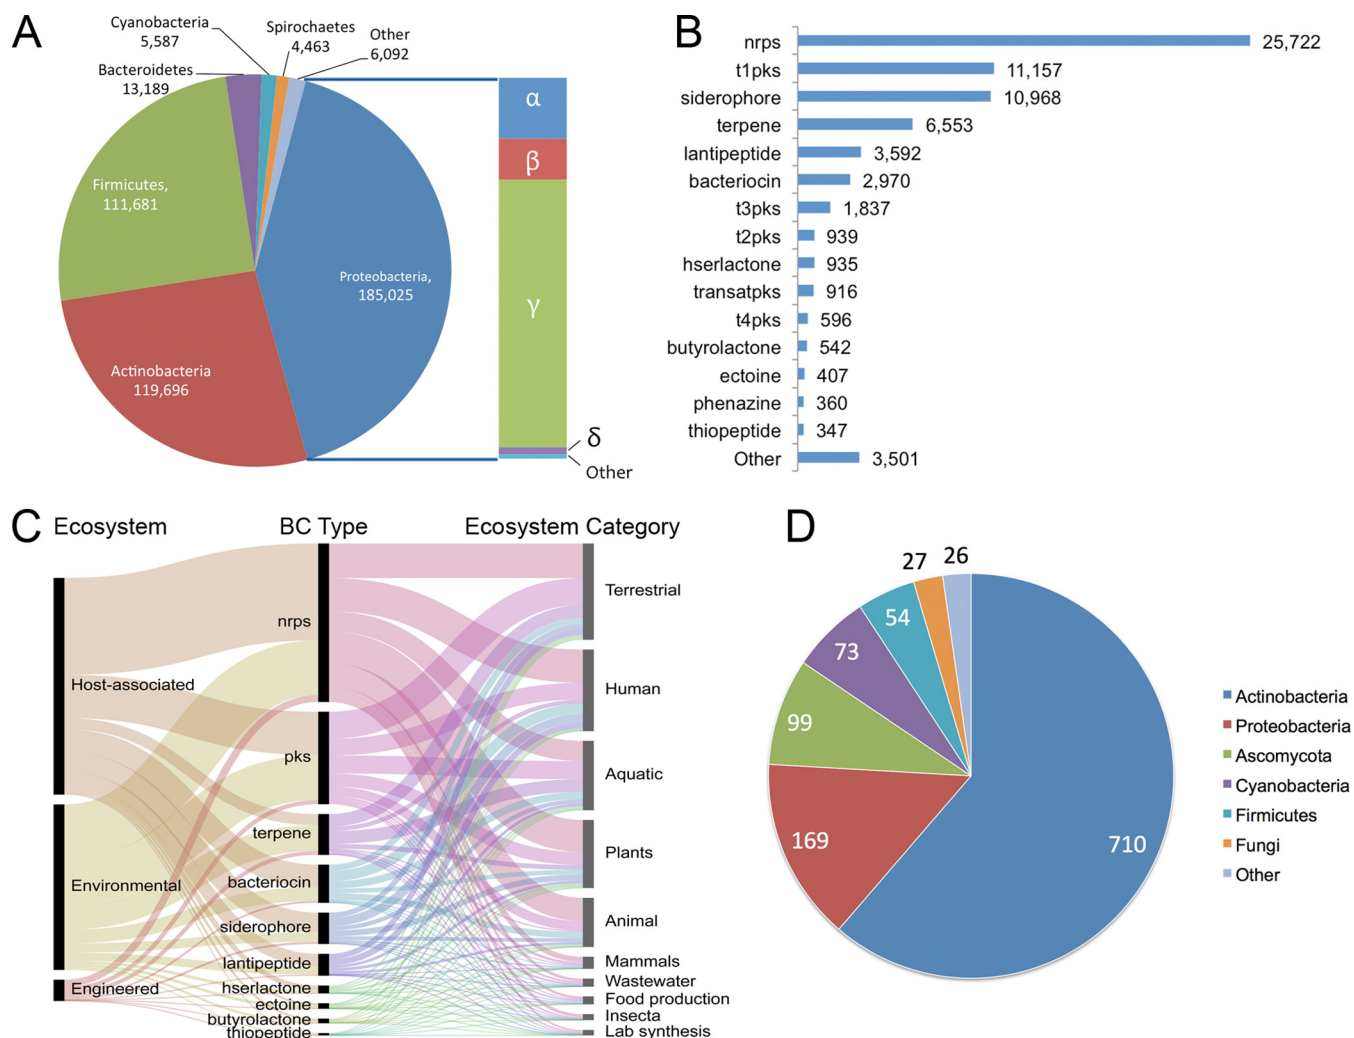 A
Cyanobacteria
5,587
Spirochaetes
4,463
Other
6,092
Bacteroidetes
13,189
Firmicutes,
111,681
Proteobacteria,
185,025
Actinobacteria
119,696
α
β
γ
δ
Other
B
nrps 25,722
t1pks 11,157
siderophore 10,968
terpene 6,553
lantipeptide 3,592
bacteriocin 2,970
t3pks 1,837
t2pks 939
hserlactone 935
transatpks 916
t4pks 596
butyrolactone 542
ectoine 407
phenazine 360
thiopeptide 347
Other 3,501
C
Ecosystem
BC Type
Ecosystem Category
Host-associated
Environmental
Engineered
nrps
pks
terpene
bacteriocin
siderophore
lantipeptide
hserlactone
ectoine
butyrolactone
thiopeptide
Terrestrial
Human
Aquatic
Plants
Animal
Mammals
Wastewater
Food production
Insecta
Lab synthesis
D
27
26
54
73
99
169
710
Actinobacteria
Proteobacteria
Ascomycota
Cyanobacteria
Firmicutes
Fungi
Other